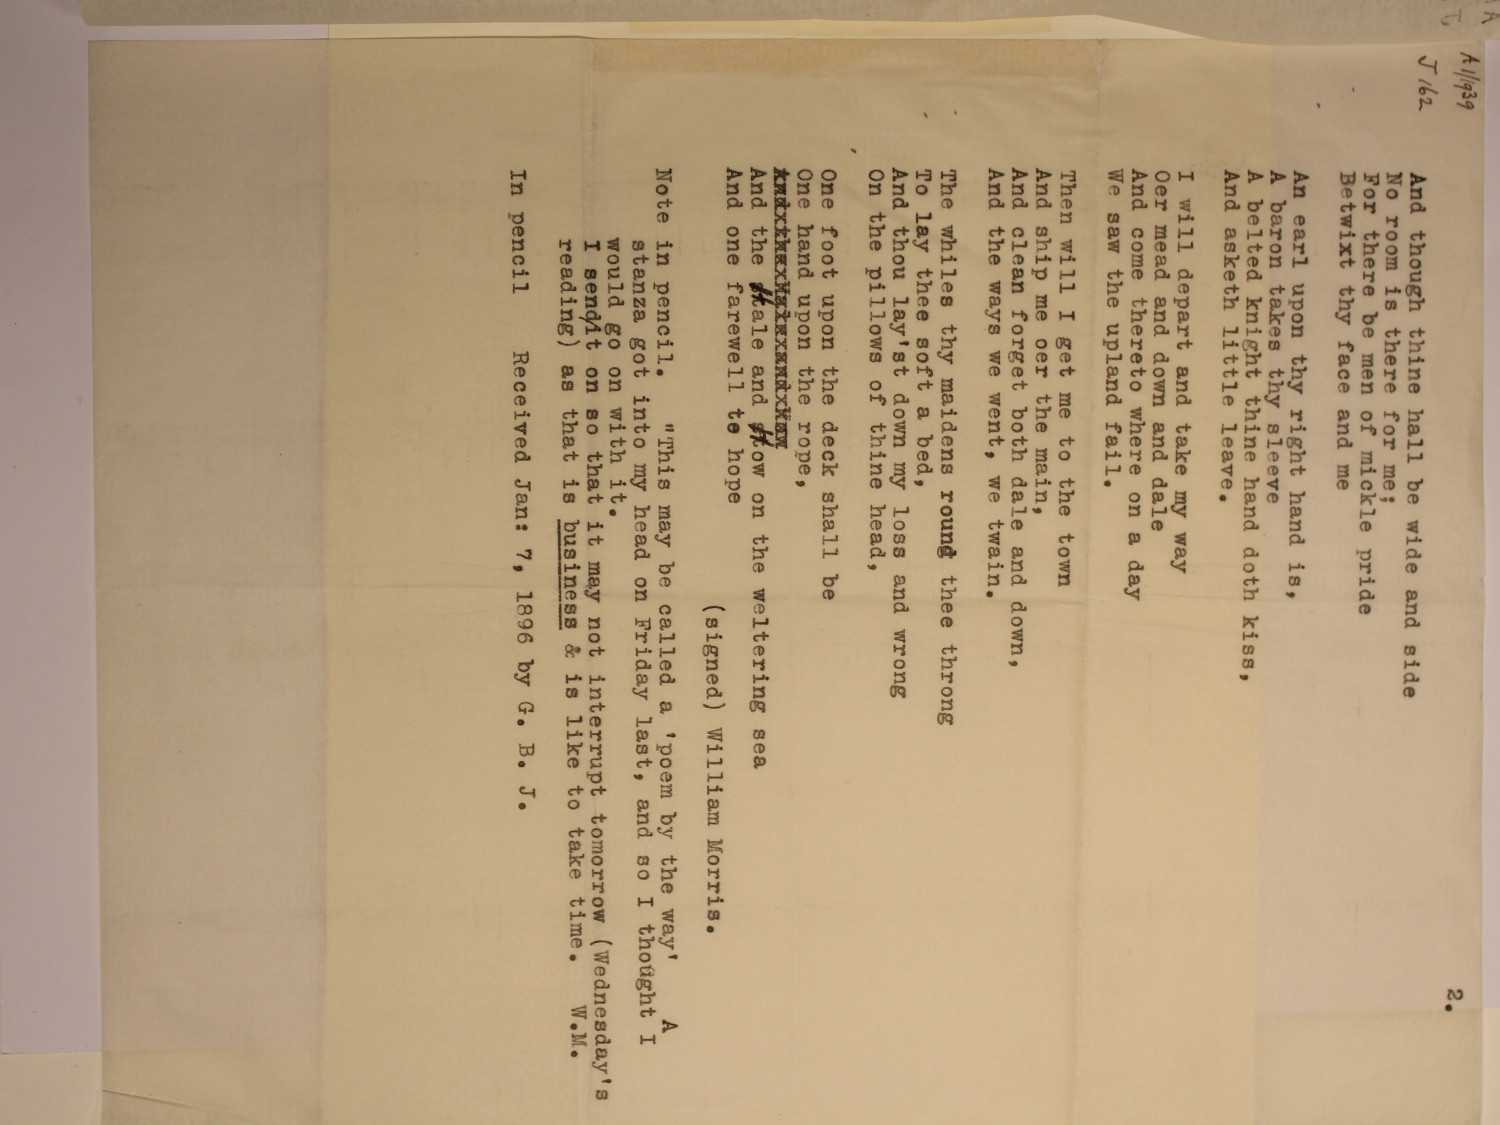 A1/1939
J 162
2.
And though thine hall be wide and side
No room is there for me;
For there be men of mickle pride
Betwixt thy face and me
An earl upon thy right hand is,
A baron takes thy sleeve
A belted knight thine hand doth kiss,
And asketh little leave.
I will depart and take my way
Oer mead and down and dale
And come thereto where on a day
We saw the upland fail.
Then will I get me to the town
And ship me oer the main,
And clean forget both dale and down,
And the ways we went, we twain.
The whiles thy maidens round thee throng
To lay thee soft a bed,
And thou lay'st down my loss and wrong
On the pillows of thine head,
One foot upon the deck shall be
One hand upon the rope,
And the hale and how on the weltering sea
And one farewell to hope
(signed) William Morris.
Note in pencil. "This may be called a 'poem by the way' A
stanza got into my head on Friday last, and so I thought I
would go on with it.
I send/it on so that it may not interrupt tomorrow (Wednesday's
reading) as that is business & is like to take time. W.M.
In pencil Received Jan: 7, 1896 by G. B. J.